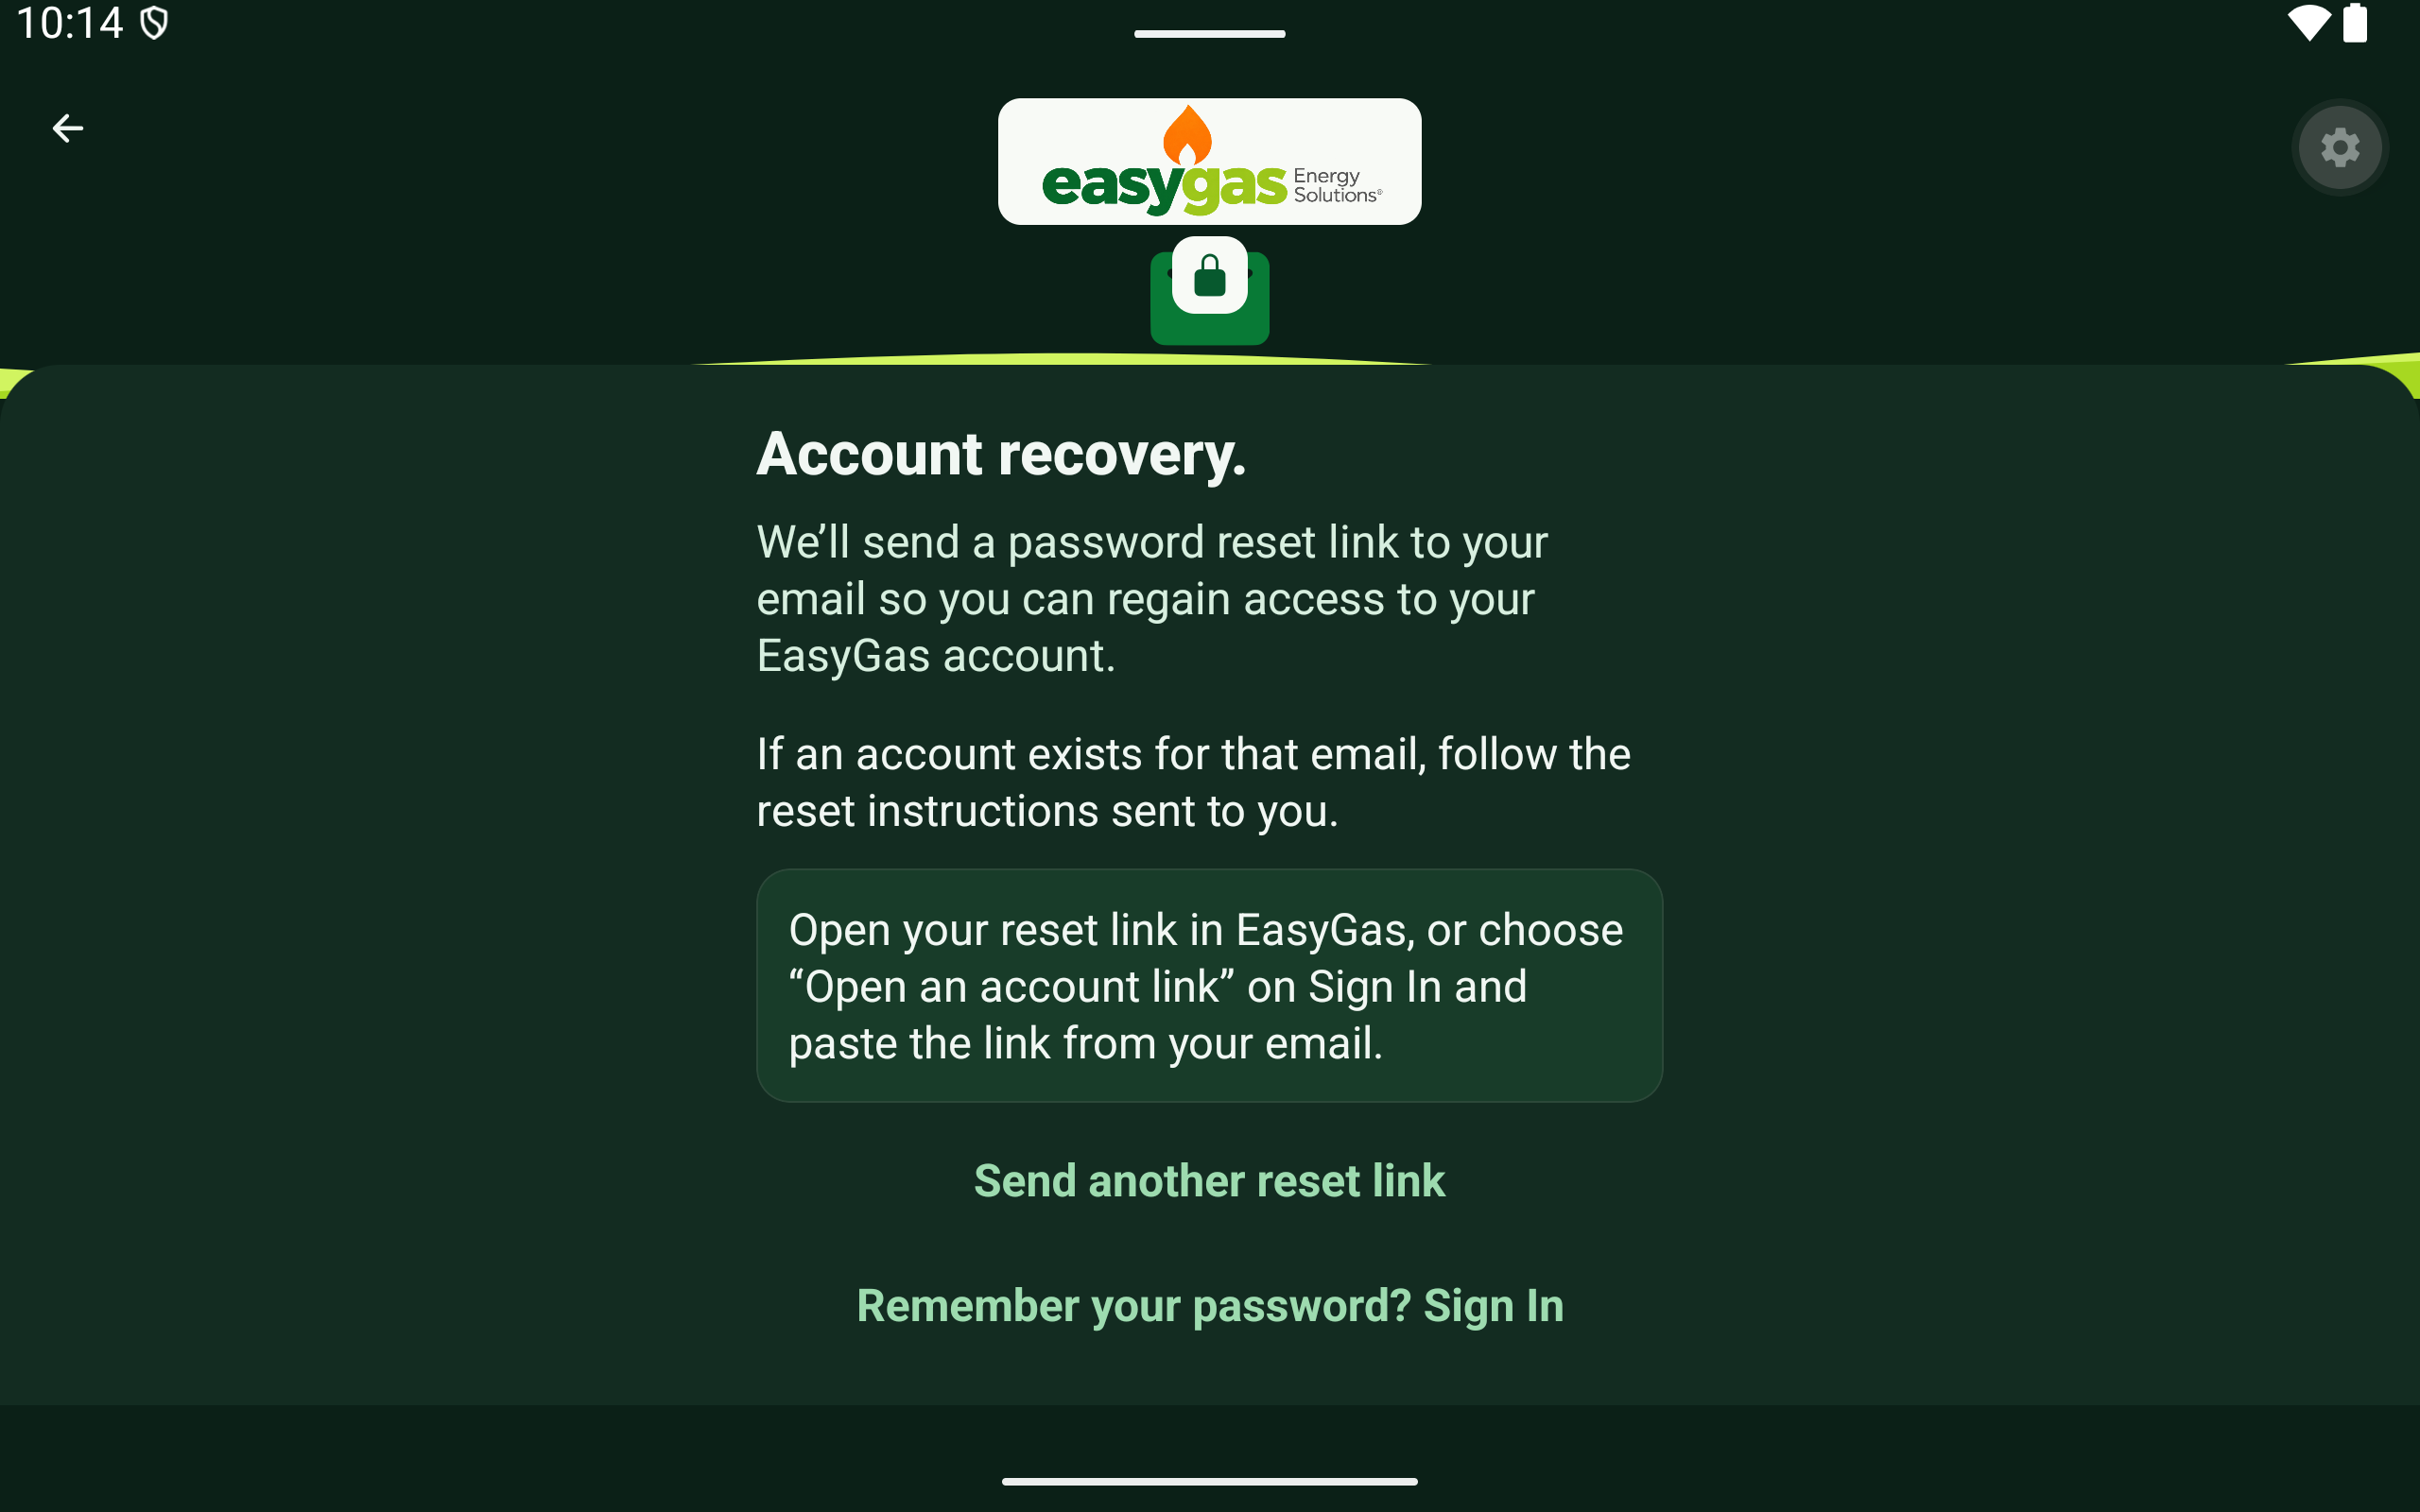 10:14
easygas Energy
Solutions®
Account recovery.
We’ll send a password reset link to your
email so you can regain access to your
EasyGas account.
If an account exists for that email, follow the
reset instructions sent to you.
Open your reset link in EasyGas, or choose
“Open an account link” on Sign In and
paste the link from your email.
Send another reset link
Remember your password? Sign In